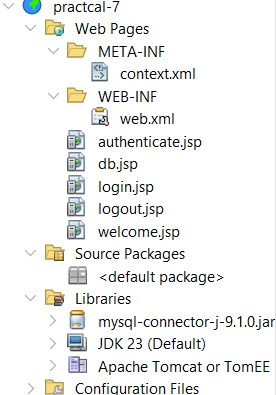 practcal-7
Web Pages
META-INF
context.xml
WEB-INF
web.xml
authenticate.jsp
db.jsp
login.jsp
logout.jsp
welcome.jsp
Source Packages
<default package>
Libraries
mysql-connector-j-9.1.0.jar
JDK 23 (Default)
Apache Tomcat or TomEE
Configuration Files